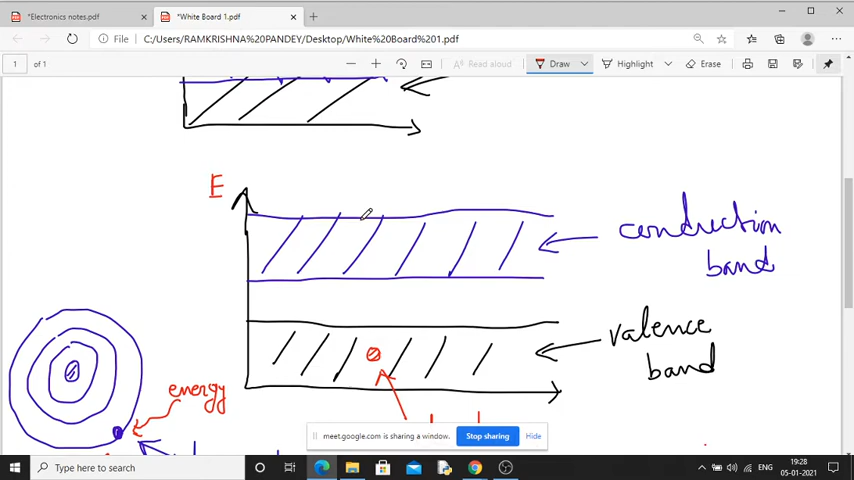 *Electronics notes.pdf
*White Board 1.pdf
File
C:/Users/RAMKRISHNA%20PANDEY/Desktop/White%20Board%201.pdf
1 of 1
Read aloud
Draw
Highlight
Erase
E
conduction
band
valence
band
energy
meet.google.com is sharing a window.
Stop sharing
Hide
Type here to search
ENG
19:28
05-01-2021